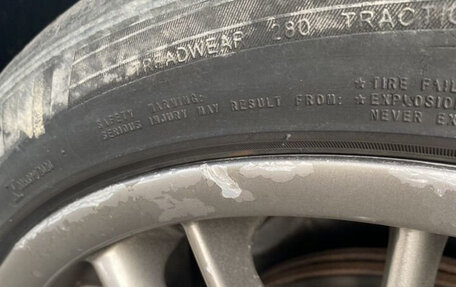 TREADWEAR 280 TRACTIO
SAFETY WARNING:
SERIOUS INJURY MAY RESULT FROM:
★TIRE FAIL
★EXPLOSIO
NEVER EX